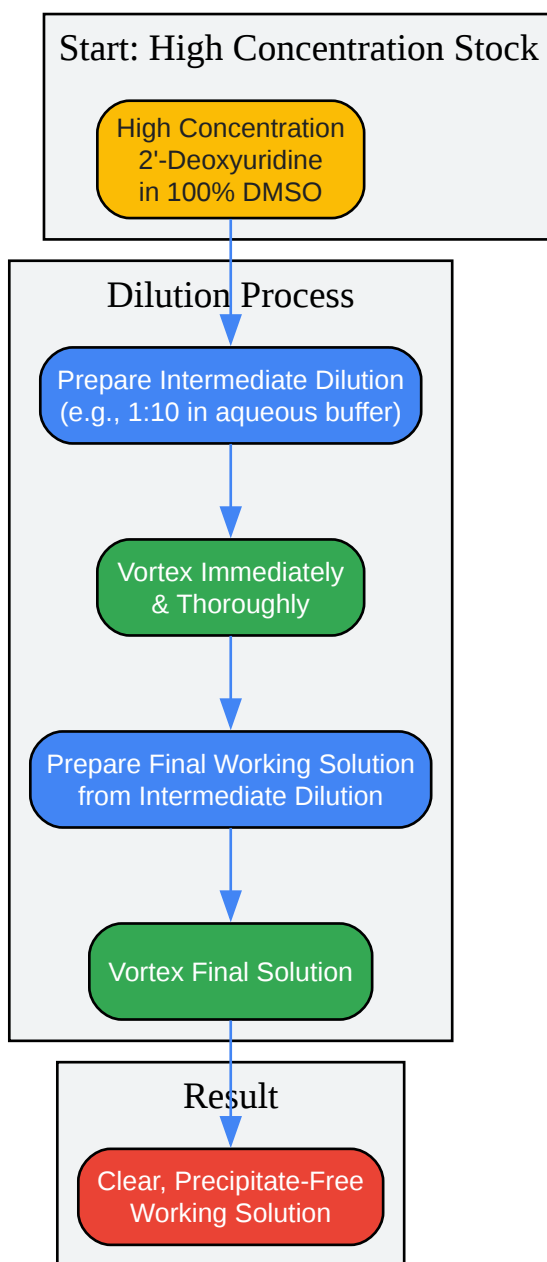 Start: High Concentration Stock
High Concentration
2'-Deoxyuridine
in 100% DMSO
Dilution Process
Prepare Intermediate Dilution
(e.g., 1:10 in aqueous buffer)
Vortex Immediately
& Thoroughly
Prepare Final Working Solution
from Intermediate Dilution
Vortex Final Solution
Result
Clear, Precipitate-Free
Working Solution